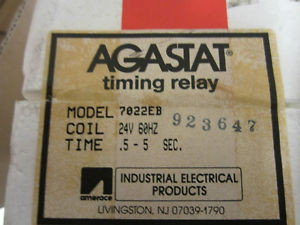 AGASTAT®
timing relay
MODEL 7022EB
923647
COIL 24V 60HZ
TIME .5 - 5 SEC.
amerace
INDUSTRIAL ELECTRICAL
PRODUCTS
LIVINGSTON, NJ 07039-1790